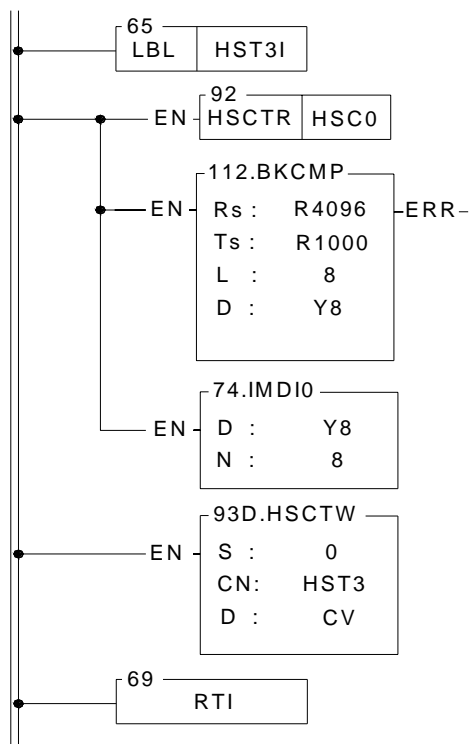 65
LBL HST3I
92
EN HSCTR HSC0
112.BKCMP
EN Rs : R4096 ERR
Ts : R1000
L : 8
D : Y8
74.IMDI0
EN D : Y8
N : 8
93D.HSCTW
EN S : 0
CN: HST3
D : CV
69
RTI